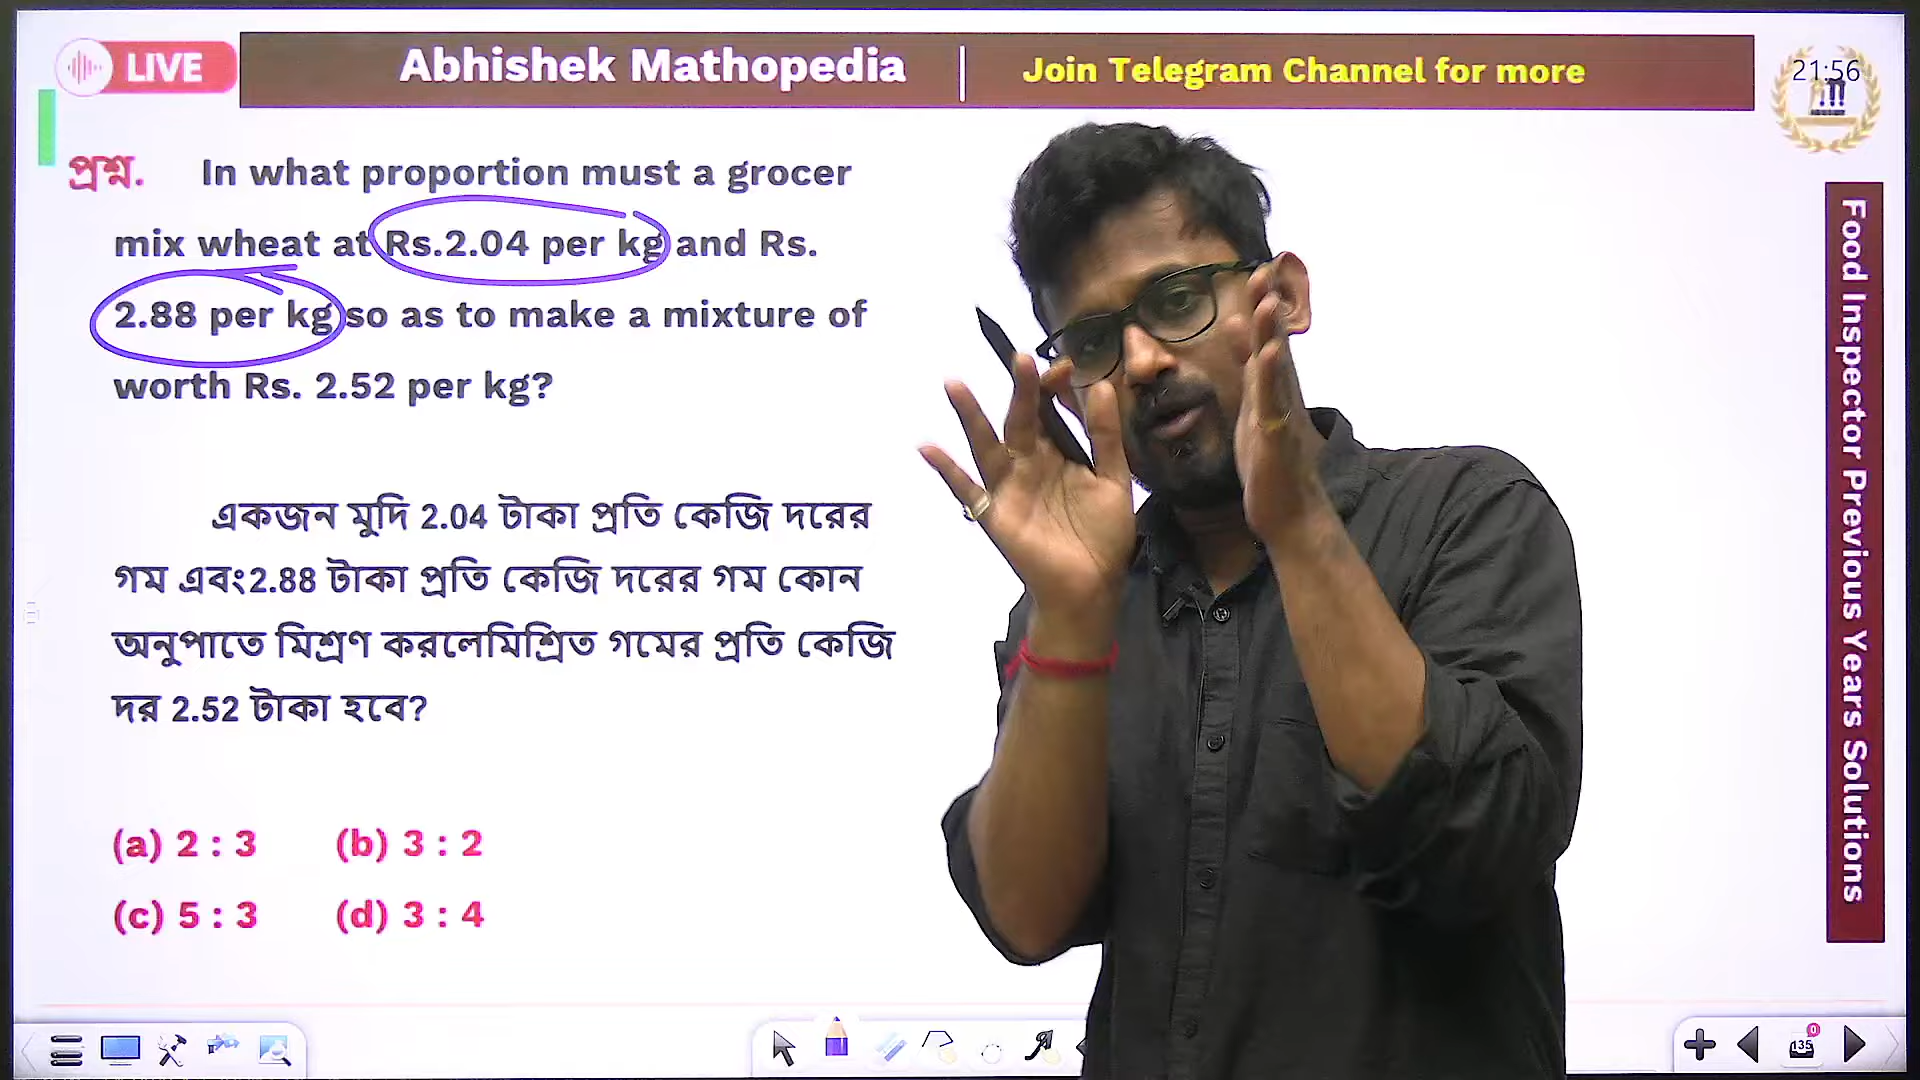 LIVE
Abhishek Mathopedia
Join Telegram Channel for more
21:56
প্রশ্ন. In what proportion must a grocer
mix wheat at Rs.2.04 per kg and Rs.
2.88 per kg so as to make a mixture of
worth Rs. 2.52 per kg?
একজন মুদি 2.04 টাকা প্রতি কেজি দরের
গম এবং2.88 টাকা প্রতি কেজি দরের গম কোন
অনুপাতে মিশ্রণ করলেমিশ্রিত গমের প্রতি কেজি
দর 2.52 টাকা হবে?
(a) 2 : 3 (b) 3 : 2
(c) 5 : 3 (d) 3 : 4
Food Inspector Previous Years Solutions
0
135